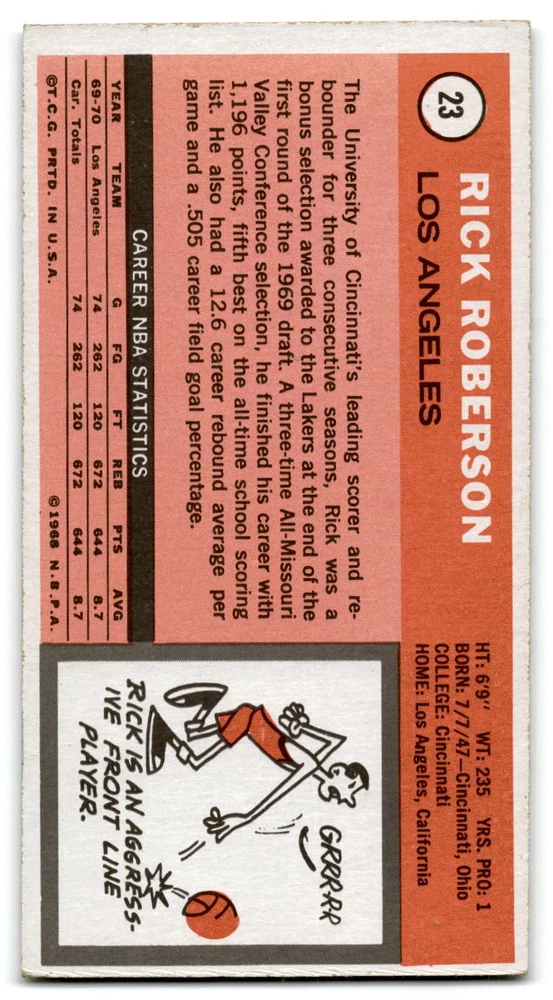 23
RICK ROBERSON
LOS ANGELES
HT: 6'9" WT: 235 YRS. PRO: 1
BORN: 7/7/47—Cincinnati, Ohio
COLLEGE: Cincinnati
HOME: Los Angeles, California
The University of Cincinnati's leading scorer and re-
bounder for three consecutive seasons, Rick was a
bonus selection awarded to the Lakers at the end of the
first round of the 1969 draft. A three-time All-Missouri
Valley Conference selection, he finished his career with
1,196 points, fifth best on the all-time school scoring
list. He also had a 12.6 career rebound average per
game and a .505 career field goal percentage.
CAREER NBA STATISTICS
YEAR TEAM G FG FT REB PTS AVG
69-70 Los Angeles 74 262 120 672 644 8.7
Car. Totals 74 262 120 672 644 8.7
©T.C.G. PRTD. IN U.S.A. ©1968 N.B.P.A.
GRRR-RR
RICK IS AN AGGRESS-
IVE FRONT LINE
PLAYER.